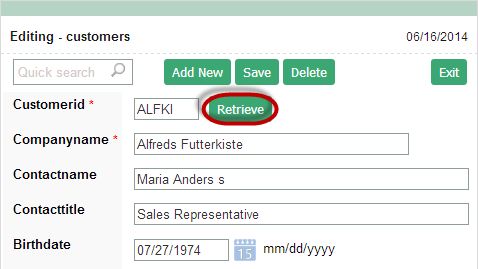 Editing - customers 06/16/2014
Quick search Add New Save Delete Exit
Customerid * ALFKI Retrieve
Companyname * Alfreds Futterkiste
Contactname Maria Anders s
Contacttitle Sales Representative
Birthdate 07/27/1974 15 mm/dd/yyyy